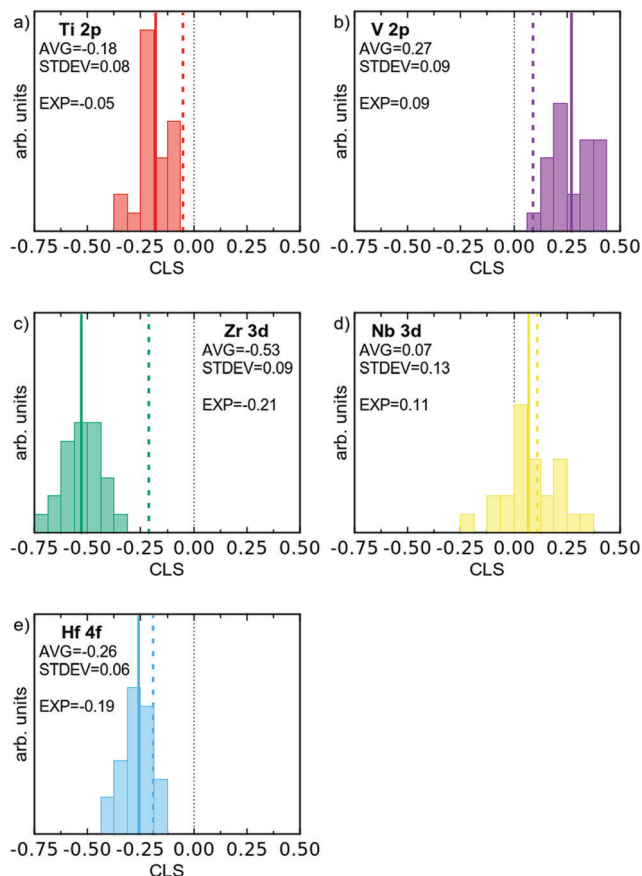 a)
Ti 2p
AVG=-0.18
STDEV=0.08
EXP=-0.05
arb. units
-0.75 -0.50 -0.25 0.00 0.25 0.50
CLS
b)
V 2p
AVG=0.27
STDEV=0.09
EXP=0.09
arb. units
-0.75 -0.50 -0.25 0.00 0.25 0.50
CLS
c)
Zr 3d
AVG=-0.53
STDEV=0.09
EXP=-0.21
arb. units
-0.75 -0.50 -0.25 0.00 0.25 0.50
CLS
d)
Nb 3d
AVG=0.07
STDEV=0.13
EXP=0.11
arb. units
-0.75 -0.50 -0.25 0.00 0.25 0.50
CLS
e)
Hf 4f
AVG=-0.26
STDEV=0.06
EXP=-0.19
arb. units
-0.75 -0.50 -0.25 0.00 0.25 0.50
CLS